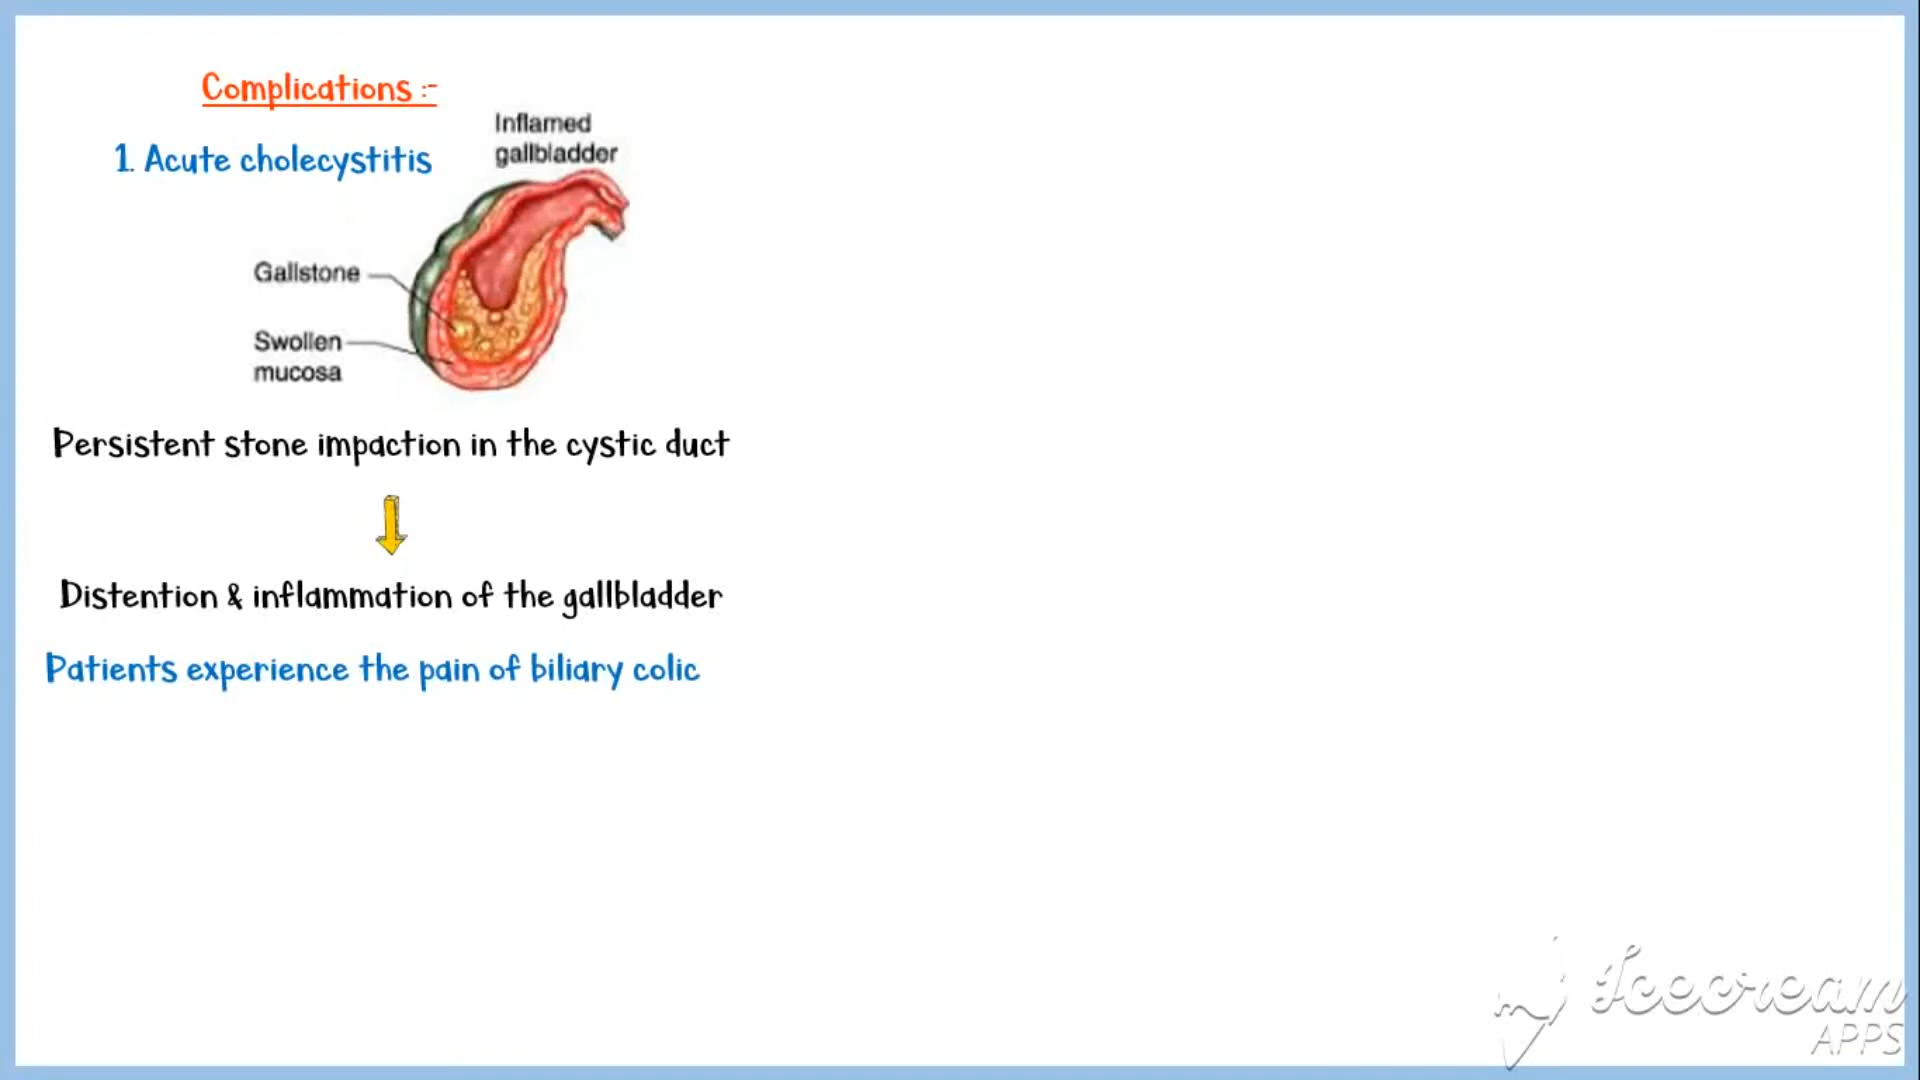 Complications :-
1. Acute cholecystitis
Inflamed
gallbladder
Gallstone
Swollen
mucosa
Persistent stone impaction in the cystic duct
Distention & inflammation of the gallbladder
Patients experience the pain of biliary colic
Icecream
APPS